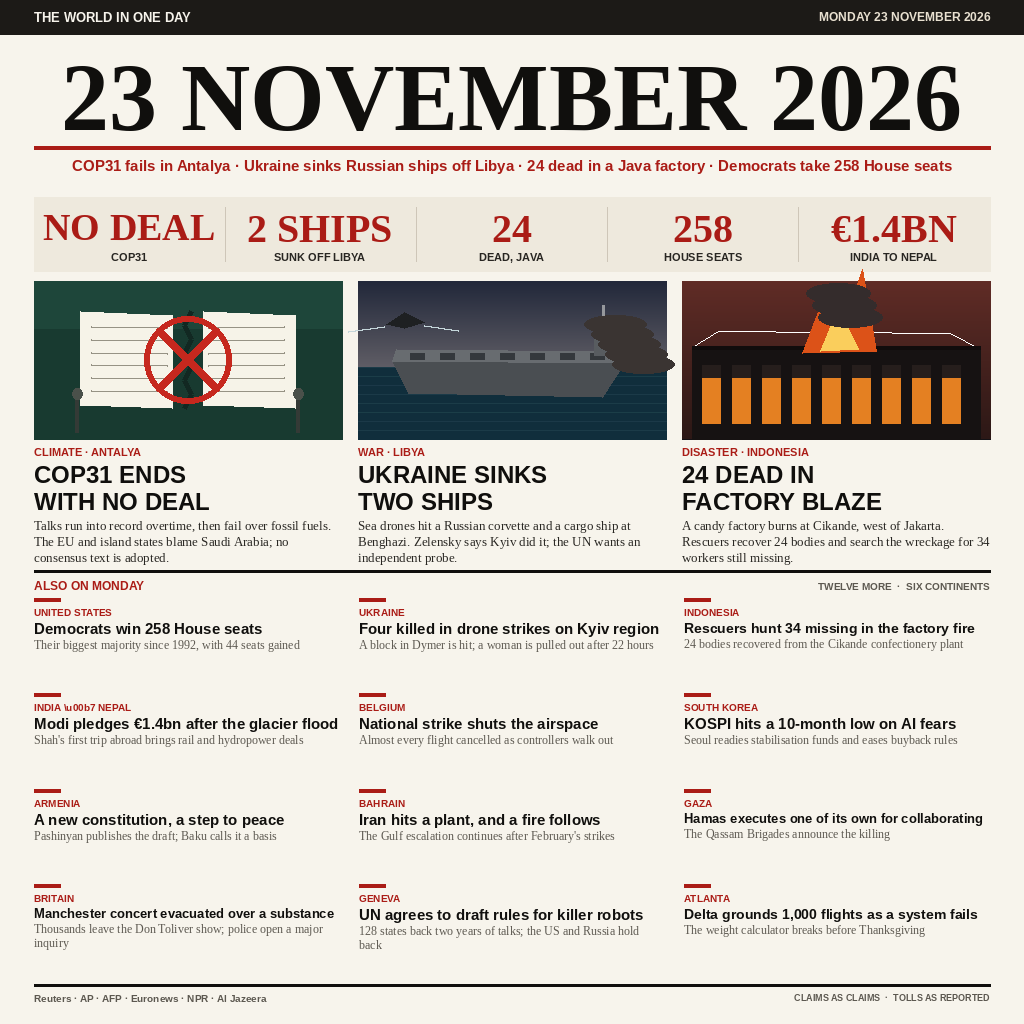 THE WORLD IN ONE DAY
MONDAY 23 NOVEMBER 2026
23 NOVEMBER 2026
COP31 fails in Antalya · Ukraine sinks Russian ships off Libya · 24 dead in a Java factory · Democrats take 258 House seats
NO DEAL
COP31
2 SHIPS
SUNK OFF LIBYA
24
DEAD, JAVA
258
HOUSE SEATS
€1.4BN
INDIA TO NEPAL
CLIMATE · ANTALYA
COP31 ENDS
WITH NO DEAL
Talks run into record overtime, then fail over fossil fuels.
The EU and island states blame Saudi Arabia; no
consensus text is adopted.
WAR · LIBYA
UKRAINE SINKS
TWO SHIPS
Sea drones hit a Russian corvette and a cargo ship at
Benghazi. Zelensky says Kyiv did it; the UN wants an
independent probe.
DISASTER · INDONESIA
24 DEAD IN
FACTORY BLAZE
A candy factory burns at Cikande, west of Jakarta.
Rescuers recover 24 bodies and search the wreckage for 34
workers still missing.
ALSO ON MONDAY
TWELVE MORE · SIX CONTINENTS
UNITED STATES
Democrats win 258 House seats
Their biggest majority since 1992, with 44 seats gained
UKRAINE
Four killed in drone strikes on Kyiv region
A block in Dymer is hit; a woman is pulled out after 22 hours
INDONESIA
Rescuers hunt 34 missing in the factory fire
24 bodies recovered from the Cikande confectionery plant
INDIA \u00b7 NEPAL
Modi pledges €1.4bn after the glacier flood
Shah's first trip abroad brings rail and hydropower deals
BELGIUM
National strike shuts the airspace
Almost every flight cancelled as controllers walk out
SOUTH KOREA
KOSPI hits a 10-month low on AI fears
Seoul readies stabilisation funds and eases buyback rules
ARMENIA
A new constitution, a step to peace
Pashinyan publishes the draft; Baku calls it a basis
BAHRAIN
Iran hits a plant, and a fire follows
The Gulf escalation continues after February's strikes
GAZA
Hamas executes one of its own for collaborating
The Qassam Brigades announce the killing
BRITAIN
Manchester concert evacuated over a substance
Thousands leave the Don Toliver show; police open a major
inquiry
GENEVA
UN agrees to draft rules for killer robots
128 states back two years of talks; the US and Russia hold
back
ATLANTA
Delta grounds 1,000 flights as a system fails
The weight calculator breaks before Thanksgiving
Reuters · AP · AFP · Euronews · NPR · Al Jazeera
CLAIMS AS CLAIMS · TOLLS AS REPORTED